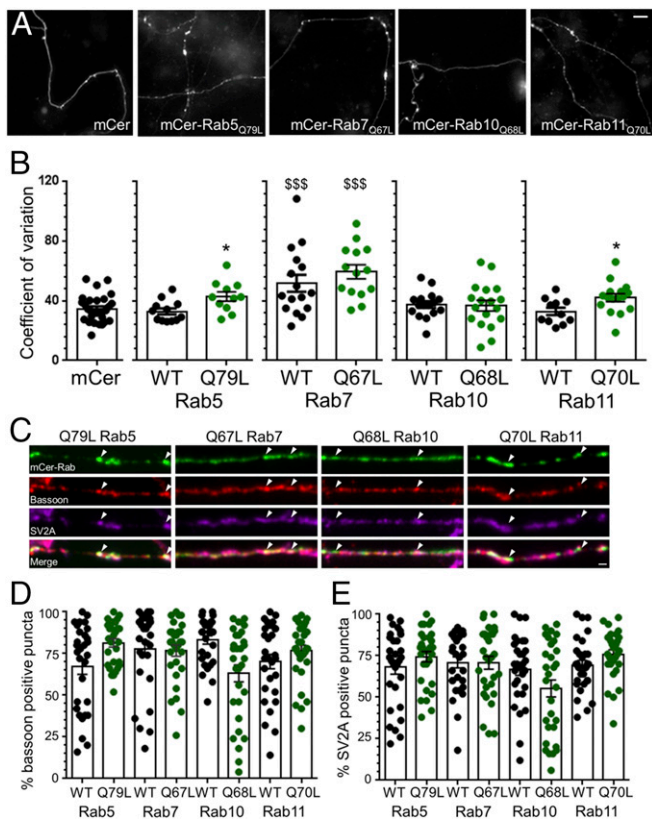 A
mCer
mCer-Rab5Q79L
mCer-Rab7Q67L
mCer-Rab10Q68L
mCer-Rab11Q70L
B
Coefficient of variation
120
80
40
0
$$$
$$$
*
*
mCer
WT Q79L
Rab5
WT Q67L
Rab7
WT Q68L
Rab10
WT Q70L
Rab11
C
Q79L Rab5
Q67L Rab7
Q68L Rab10
Q70L Rab11
mCer-Rab
Bassoon
SV2A
Merge
D
% bassoon positive puncta
100
75
50
25
0
WT Q79L WT Q67L WT Q68L WT Q70L
Rab5 Rab7 Rab10 Rab11
E
% SV2A positive puncta
100
75
50
25
0
WT Q79L WT Q67L WT Q68L WT Q70L
Rab5 Rab7 Rab10 Rab11